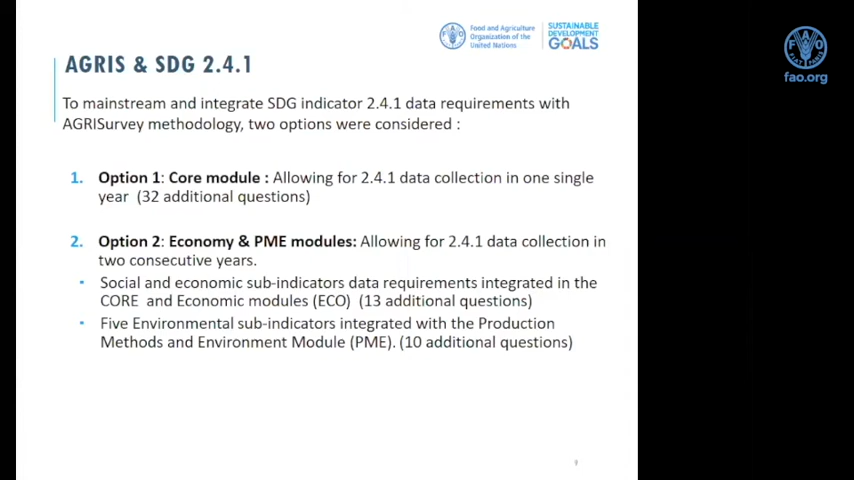 Food and Agriculture
Organization of the
United Nations
SUSTAINABLE
DEVELOPMENT
GOALS
FAO
FIAT PANIS
fao.org
AGRIS & SDG 2.4.1
To mainstream and integrate SDG indicator 2.4.1 data requirements with
AGRISurvey methodology, two options were considered :
1. Option 1: Core module : Allowing for 2.4.1 data collection in one single
year (32 additional questions)
2. Option 2: Economy & PME modules: Allowing for 2.4.1 data collection in
two consecutive years.
• Social and economic sub-indicators data requirements integrated in the
CORE and Economic modules (ECO) (13 additional questions)
• Five Environmental sub-indicators integrated with the Production
Methods and Environment Module (PME). (10 additional questions)